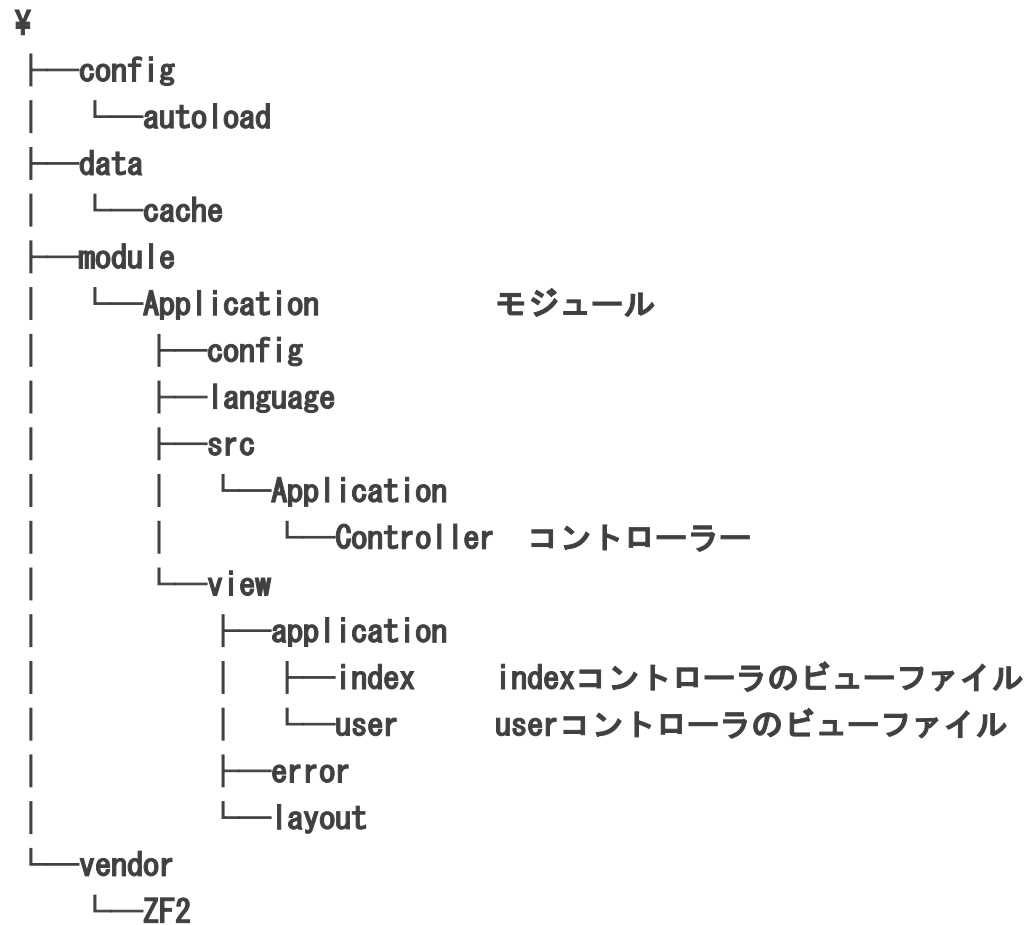 ¥
├──config
│   └──autoload
├──data
│   └──cache
├──module
│   └──Application           モジュール
│       ├──config
│       ├──language
│       ├──src
│       │   └──Application
│       │       └──Controller  コントローラー
│       └──view
│           ├──application
│           │   ├──index     indexコントローラのビューファイル
│           │   └──user      userコントローラのビューファイル
│           ├──error
│           └──layout
└──vendor
    └──ZF2